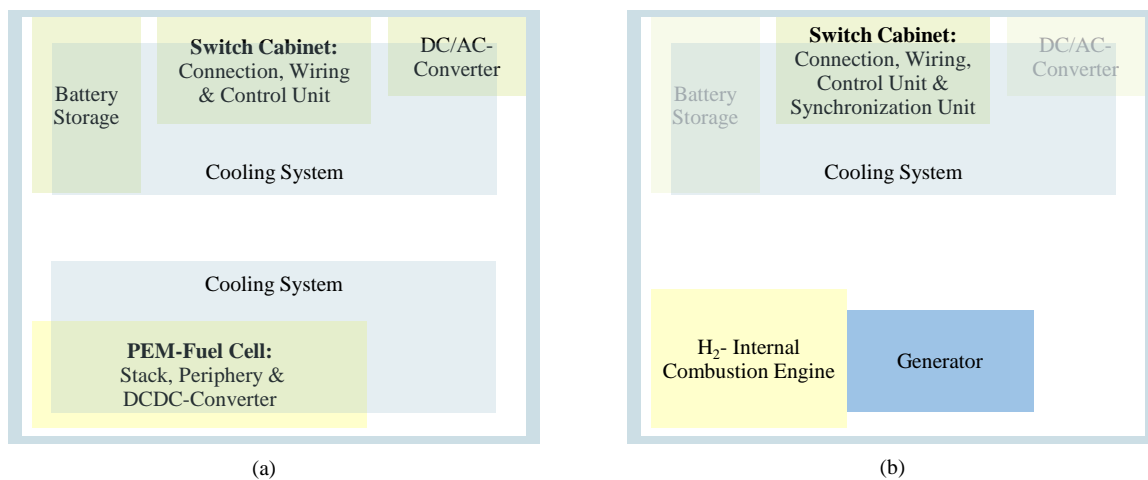 Switch Cabinet:
Connection, Wiring
& Control Unit
DC/AC-
Converter
Battery
Storage
Cooling System
Cooling System
PEM-Fuel Cell:
Stack, Periphery &
DCDC-Converter
(a)
Switch Cabinet:
Connection, Wiring,
Control Unit &
Synchronization Unit
DC/AC-
Converter
Battery
Storage
Cooling System
H₂- Internal
Combustion Engine
Generator
(b)